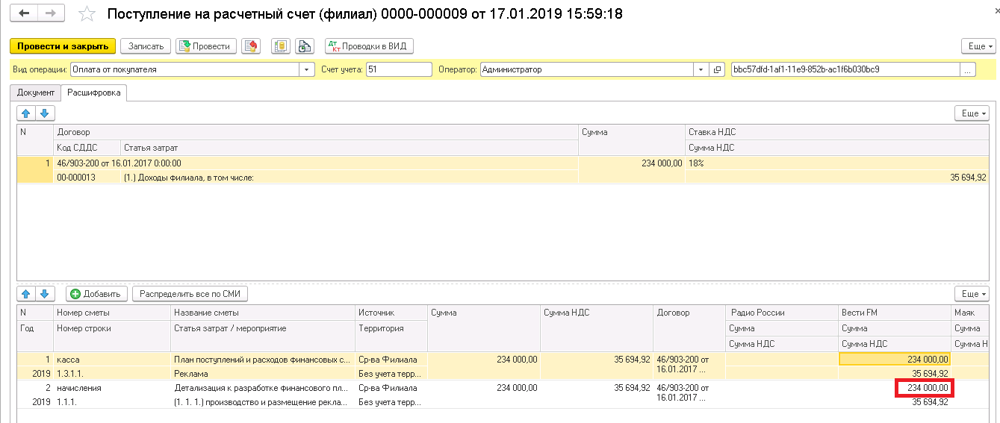 Поступление на расчетный счет (филиал) 0000-000009 от 17.01.2019 15:59:18
Провести и закрыть Записать Провести Дт Кт Проводки в ВИД Еще
Вид операции: Оплата от покупателя Счет учета: 51 Оператор: Администратор bbc57dfd-1af1-11e9-852b-ac1f6b030bc9 ...
Документ Расшифровка
Еще
N Договор Сумма Ставка НДС
Код СДДС Статья затрат Сумма НДС
1 46/903-200 от 16.01.2017 0:00:00 234 000,00 18%
00-000013 (1.) Доходы филиала, в том числе: 35 694,92
Добавить Распределить все по СМИ Еще
N Номер сметы Название сметы Источник Сумма Сумма НДС Договор Радио России Вести FM Маяк
Год Номер строки Статья затрат / мероприятие Территория Сумма Сумма Сумма
Сумма НДС Сумма НДС Сумма Н
1 касса План поступлений и расходов финансовых с... Ср-ва Филиала 234 000,00 35 694,92 46/903-200 от 234 000,00
2019 1.3.1.1. Реклама Без учета терр... 16.01.2017 ... 35 694,92
2 начисления Детализация к разработке финансового пл... Ср-ва Филиала 234 000,00 35 694,92 46/903-200 от 234 000,00
2019 1.1.1. (1. 1. 1.) производство и размещение рекла... Без учета терр... 16.01.2017 ... 35 694,92